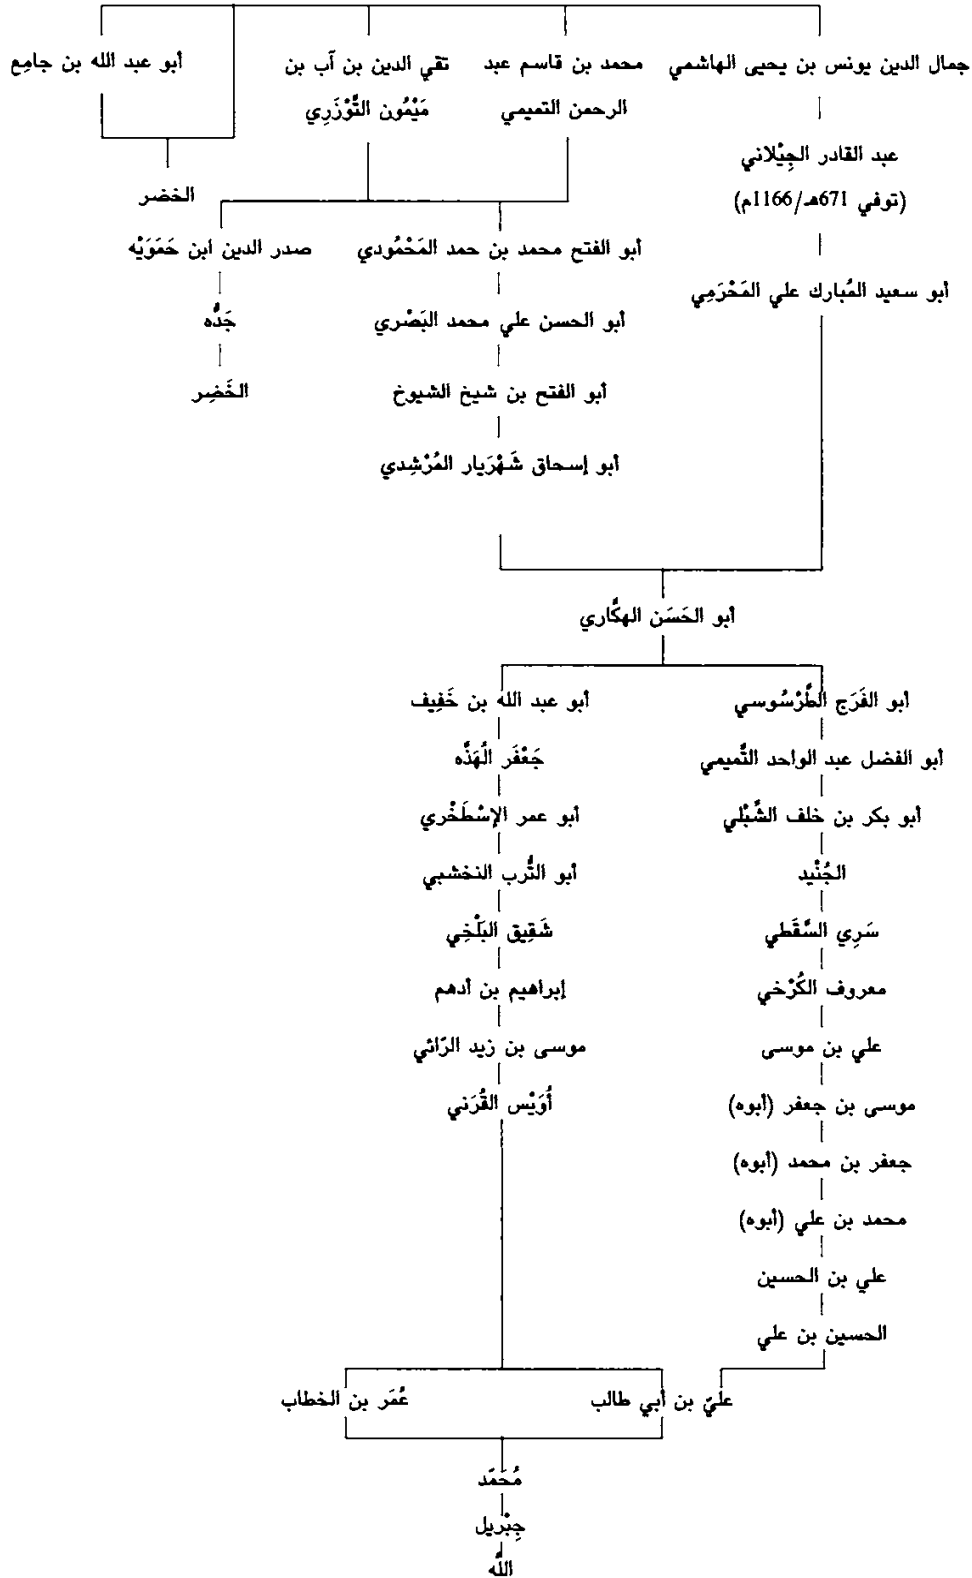 جمال الدين يونس بن يحيى الهاشمي
محمد بن قاسم عبد
الرحمن التميمي
تقي الدين بن آب بن
مَيْمُون التَّوْزَرِي
أبو عبد الله بن جامِع
الخضر
عبد القادر الجِيْلاني
(توفي 671هـ/1166م)
أبو سعيد المُبارك علي المَحْرَمِي
أبو الفتح محمد بن حمد المَحْمُودي
صدر الدين ابن حَمَوَيْه
أبو الحسن علي محمد البَصْري
جَدُّه
أبو الفتح بن شيخ الشيوخ
الخَضِر
أبو إسحاق شَهْرَيار المُرْشِدي
أبو الحَسَن الهكَّاري
أبو الفَرَج الطَّرْسُوسي
أبو عبد الله بن خَفِيف
أبو الفضل عبد الواحد التَّميمي
جَعْفَر الْهَذَّه
أبو بكر بن خلف الشَّبْلي
أبو عمر الإسْطَخْري
الجُنْيد
أبو التُّرب النخشبي
سَرِي السَّقَطي
شَقِيق البَلْخِي
معروف الكُرْخي
إبراهيم بن أدهم
علي بن موسى
موسى بن زيد الرّائي
موسى بن جعفر (أبوه)
أُوَيْس القُرَني
جعفر بن محمد (أبوه)
محمد بن علي (أبوه)
علي بن الحسين
الحسين بن علي
عليّ بن أبي طالب
عُمَر بن الخطاب
مُحَمَّد
جِبْريل
اللَّه